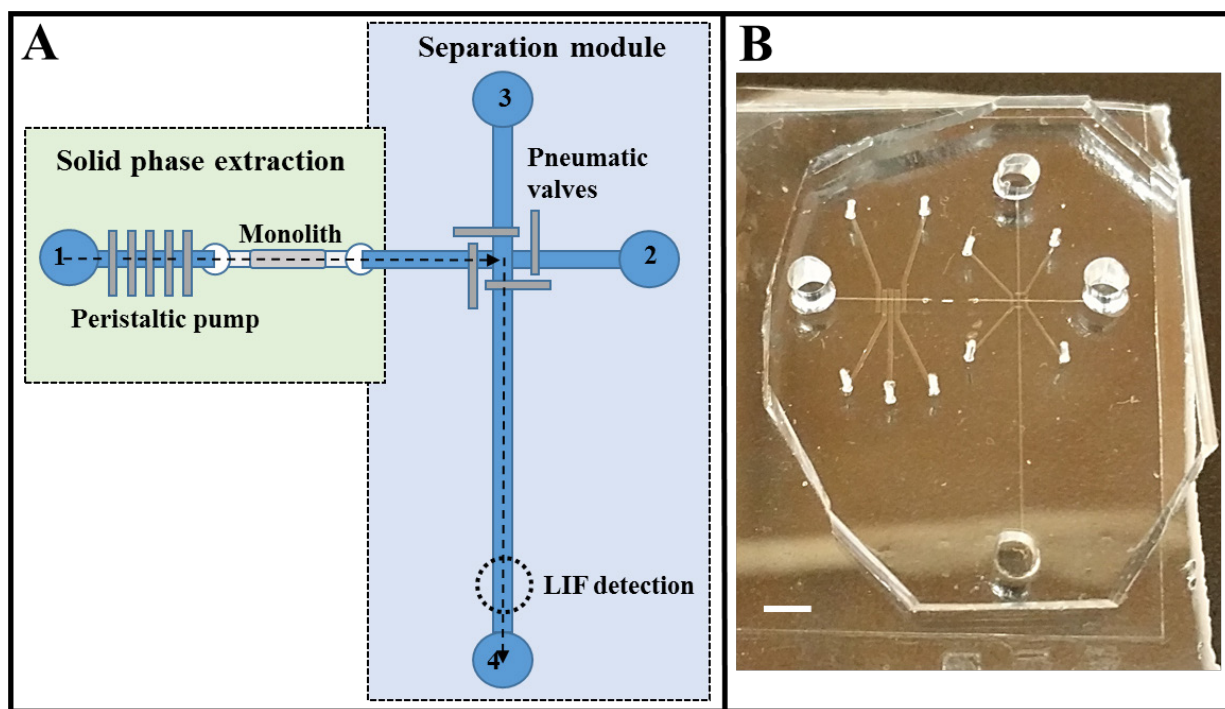 A
Separation module
3
Solid phase extraction
Pneumatic
valves
1
Monolith
2
Peristaltic pump
LIF detection
4
B